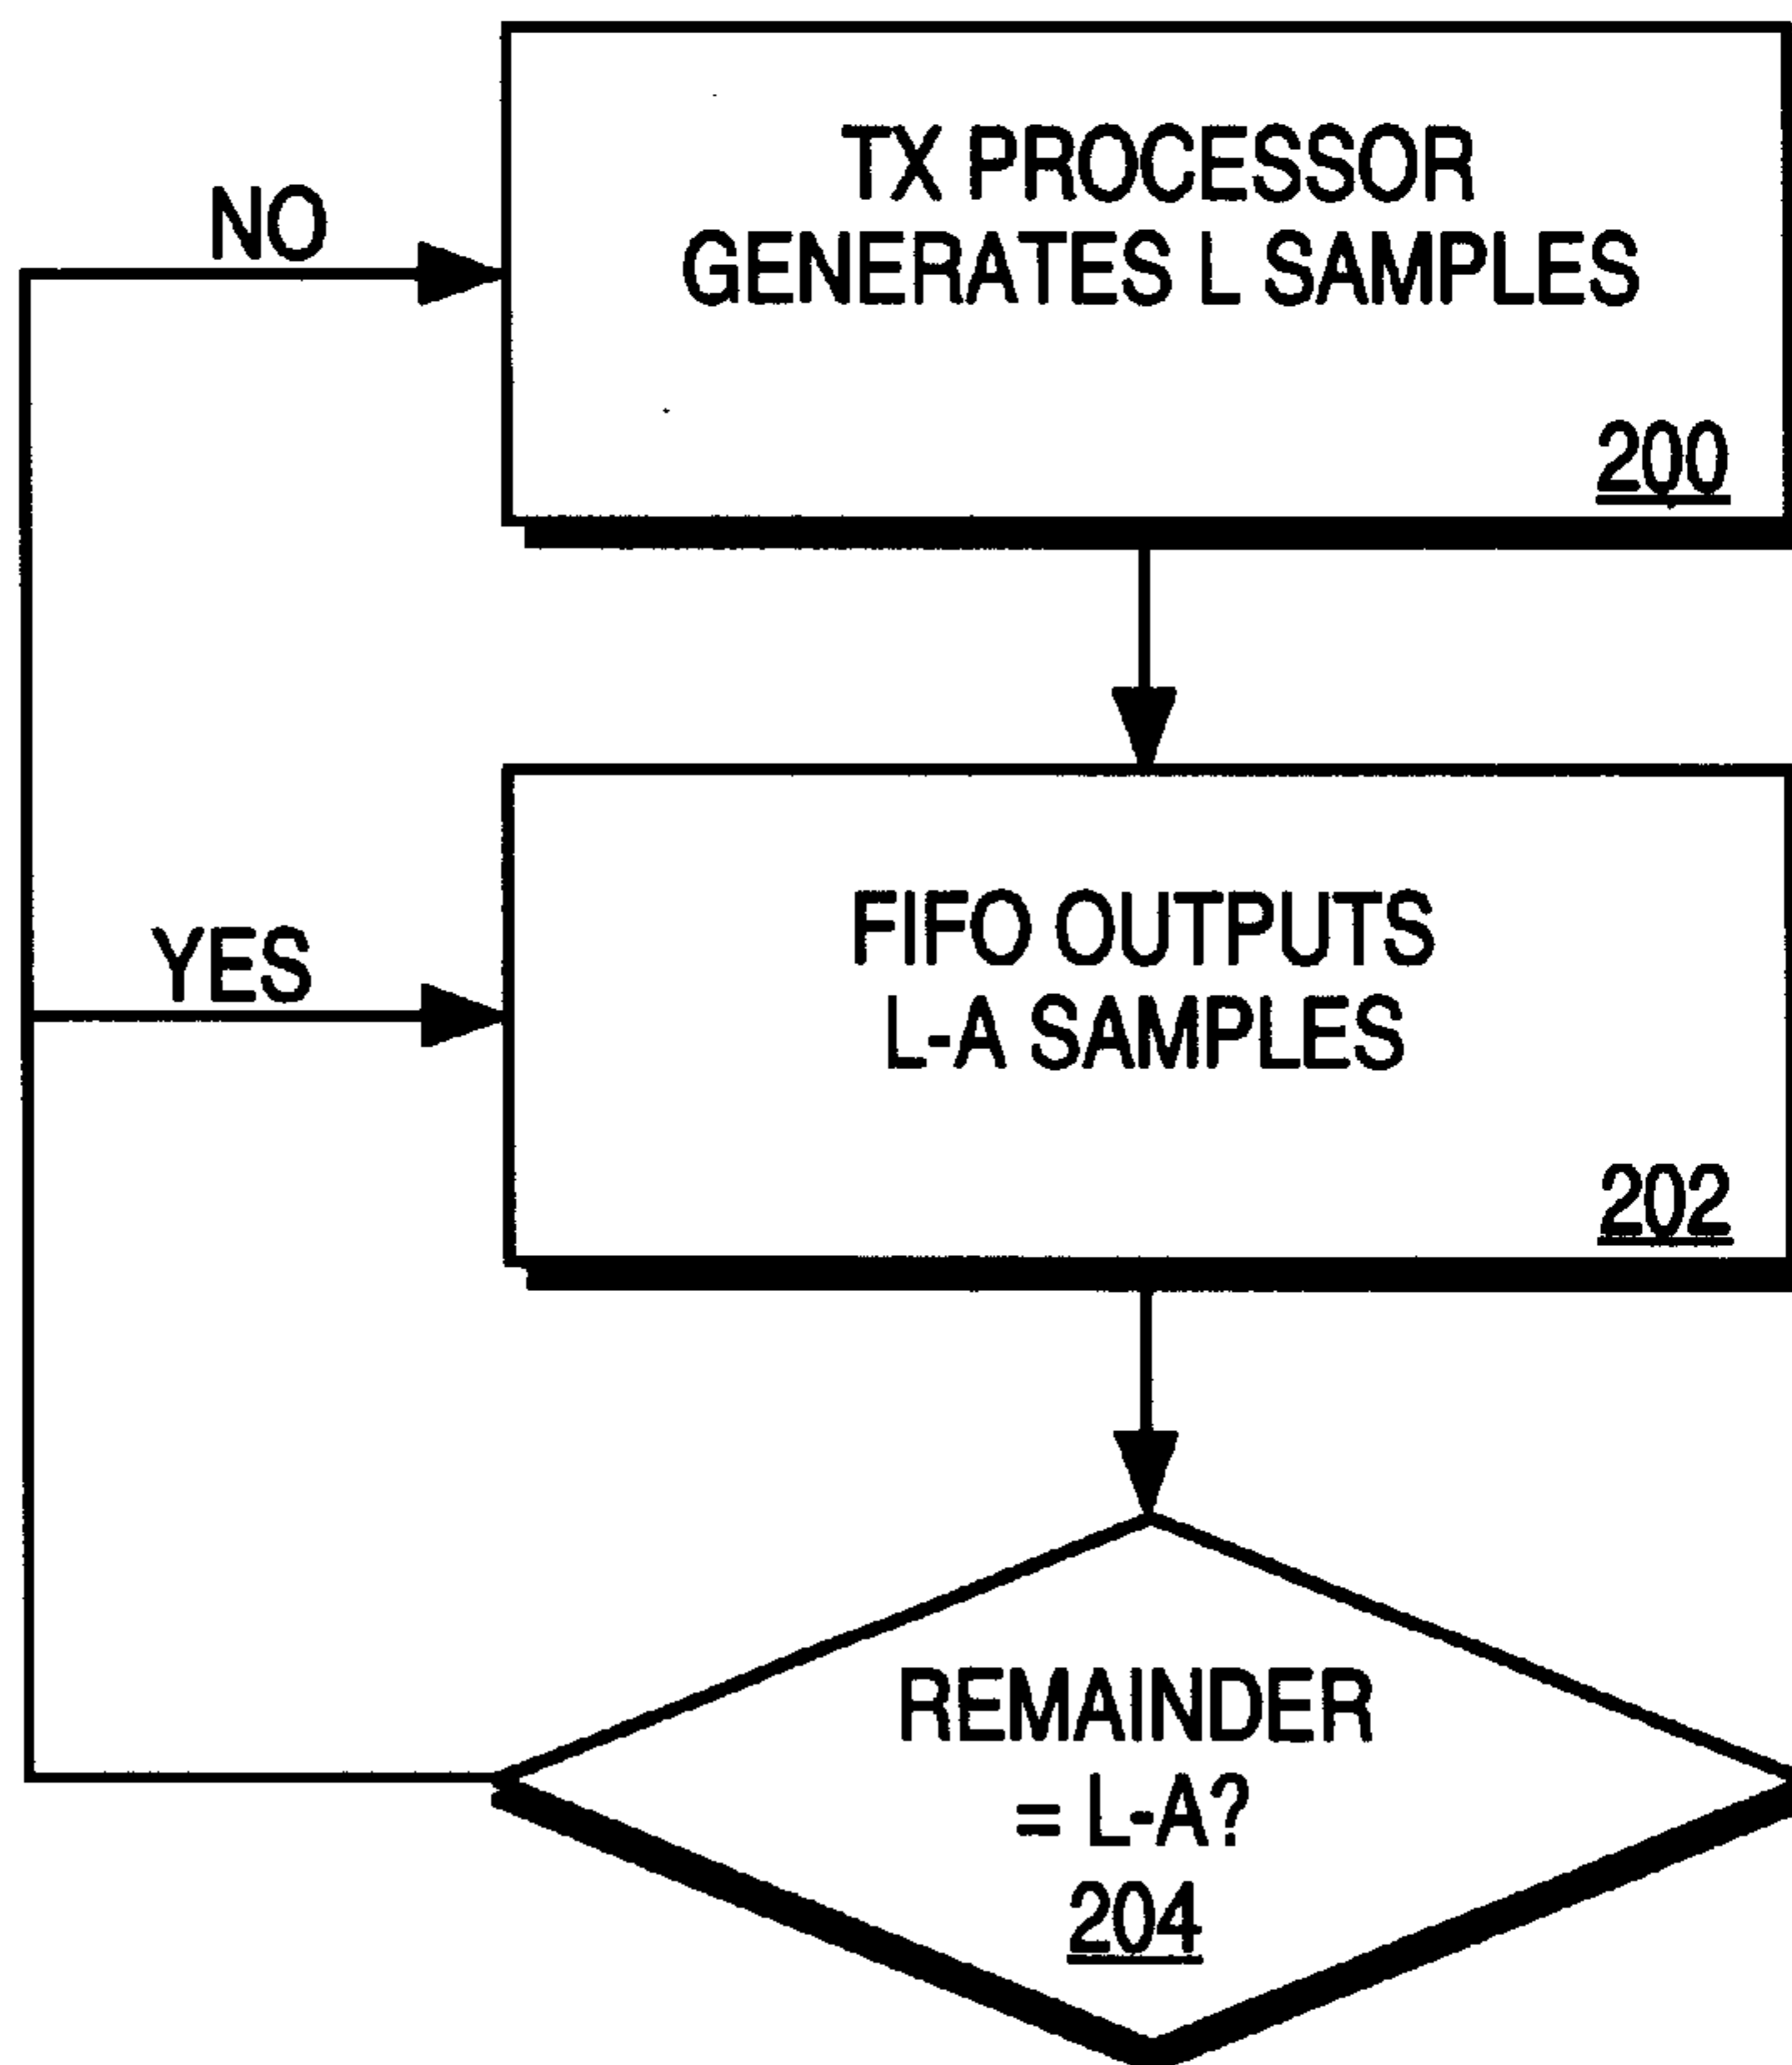 TX PROCESSOR
GENERATES L SAMPLES
200
NO
FIFO OUTPUTS
L-A SAMPLES
202
YES
REMAINDER
= L-A?
204